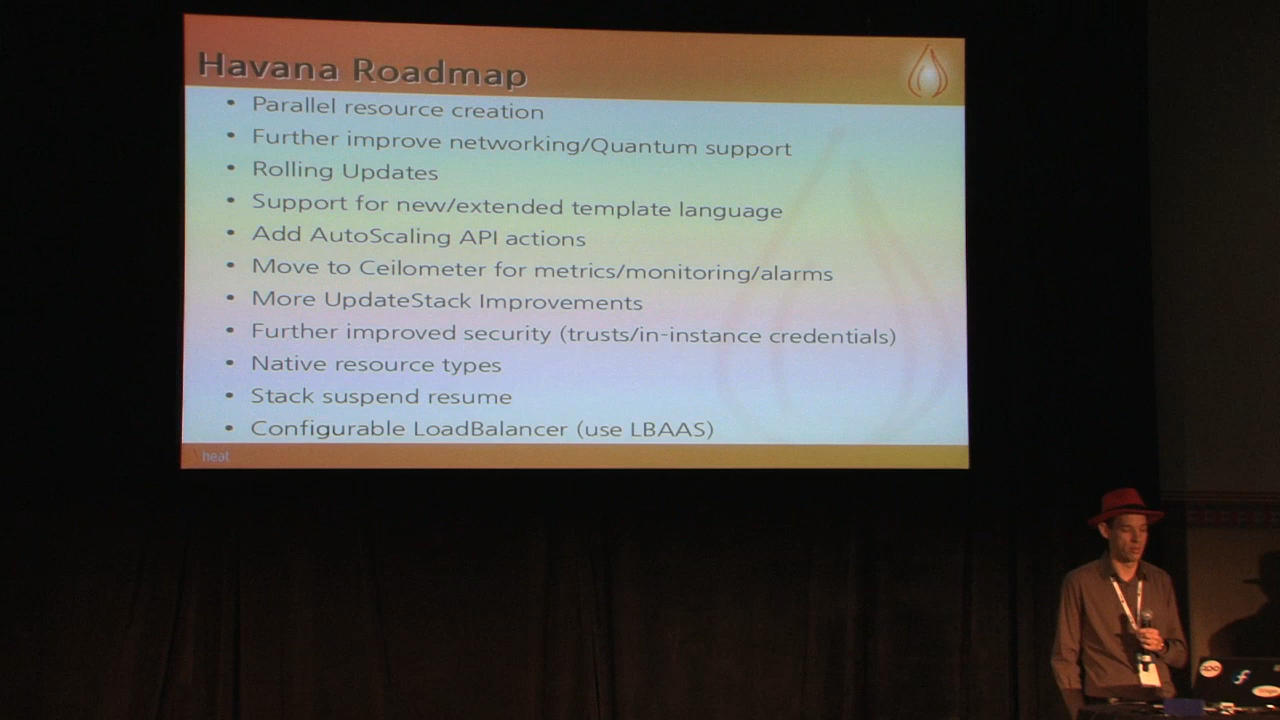 Havana Roadmap
• Parallel resource creation
• Further improve networking/Quantum support
• Rolling Updates
• Support for new/extended template language
• Add AutoScaling API actions
• Move to Ceilometer for metrics/monitoring/alarms
• More UpdateStack Improvements
• Further improved security (trusts/in-instance credentials)
• Native resource types
• Stack suspend resume
• Configurable LoadBalancer (use LBAAS)
heat